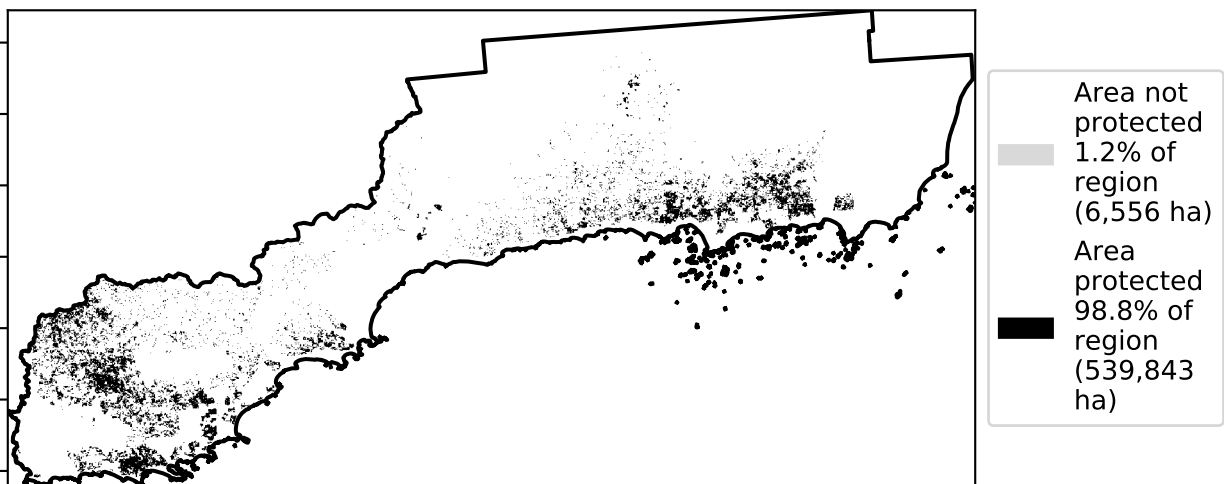 Area not
protected
1.2% of
region
(6,556 ha)
Area
protected
98.8% of
region
(539,843
ha)